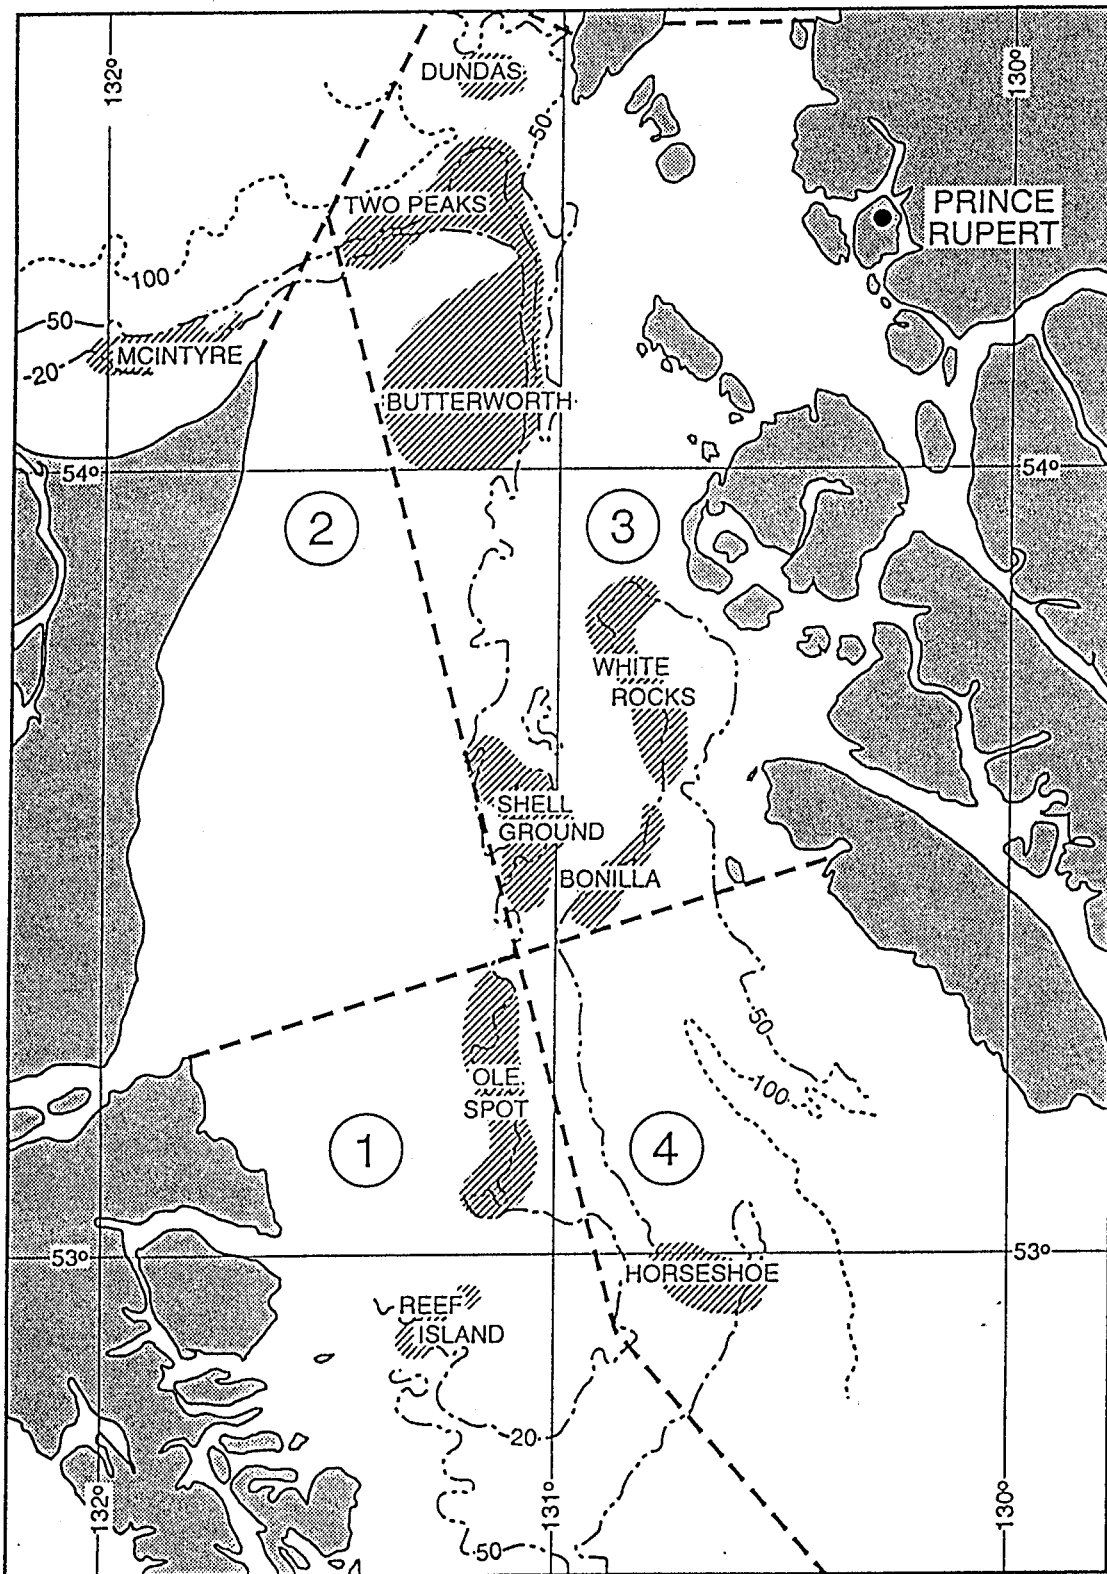 132°
130°
DUNDAS
50
TWO PEAKS
PRINCE
RUPERT
100
50
MCINTYRE
20
BUTTERWORTH
54°
54°
2
3
WHITE
ROCKS
SHELL
GROUND
BONILLA
50
OLE
SPOT
100
1
4
53°
53°
HORSESHOE
REEF
ISLAND
20
132°
131°
130°
50